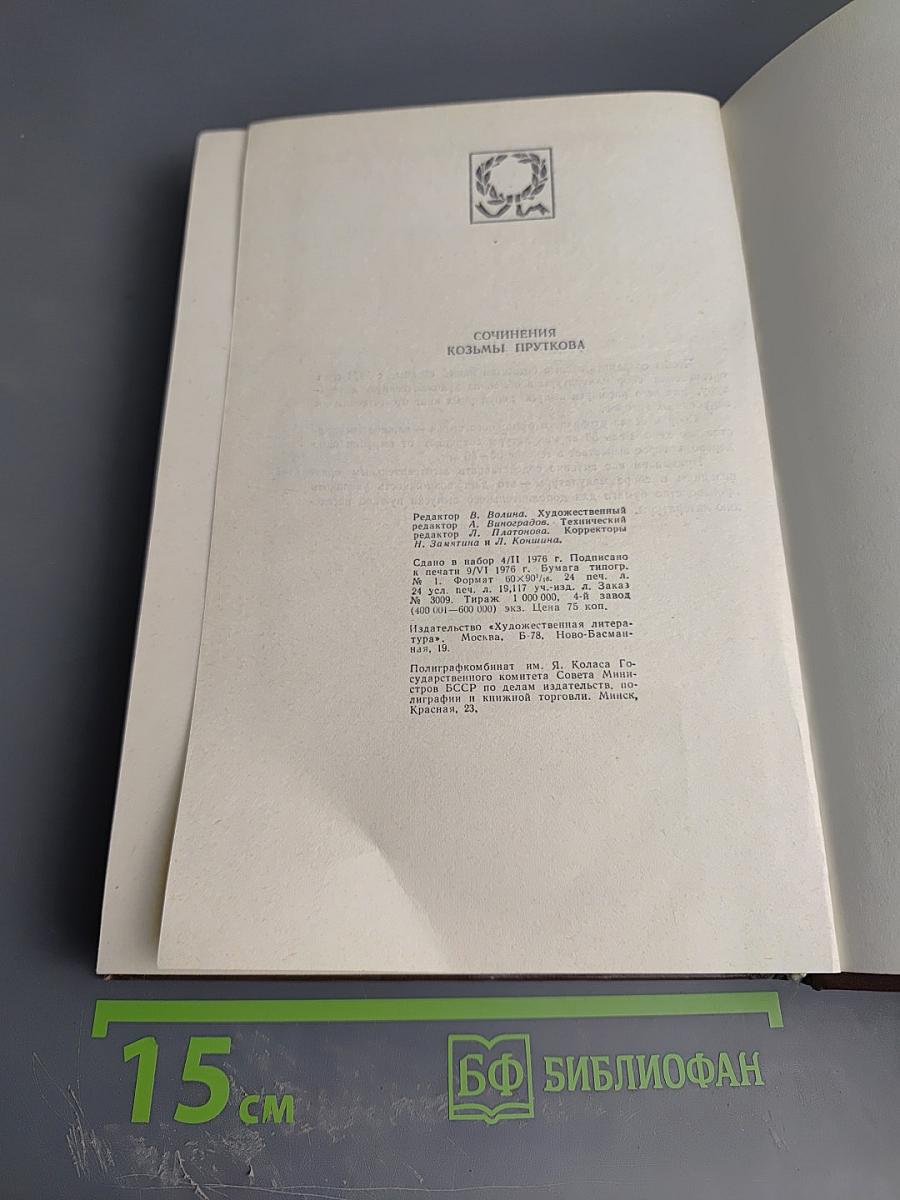 СОЧИНЕНИЯ
КОЗЬМЫ ПРУТКОВА
Редактор В. Волина. Художественный
редактор А. Виноградов. Технический
редактор Л. Платонова. Корректоры
Н. Замятина и Л. Коншина.
Сдано в набор 4/II 1976 г. Подписано
к печати 9/VI 1976 г. Бумага типогр.
№ 1. Формат 60×90¹/₁₆. 24 печ. л.
24 усл. печ. л. 19,117 уч.-изд. л. Заказ
№ 3009. Тираж 1 000 000. 4-й завод
(400 001—600 000) экз. Цена 75 коп.
Издательство «Художественная литера-
тура». Москва, Б-78, Ново-Басман-
ная, 19.
Полиграфкомбинат им. Я. Коласа Го-
сударственного комитета Совета Мини-
стров БССР по делам издательств, по-
лиграфии и книжной торговли. Минск,
Красная, 23.
15 см
БФ БИБЛИОФАН